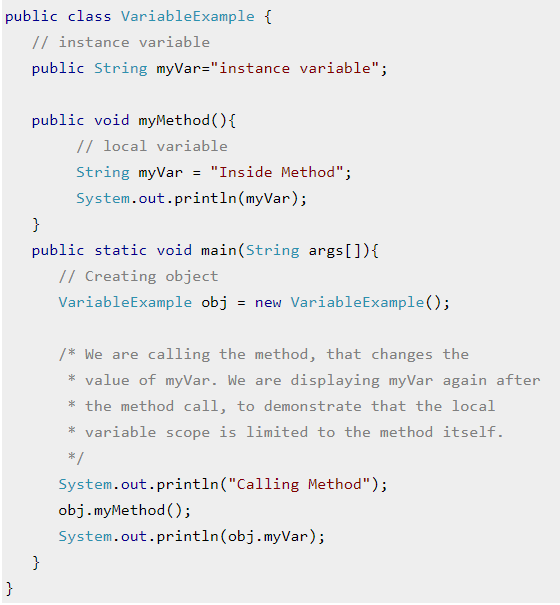 public class VariableExample {
   // instance variable
   public String myVar="instance variable";

   public void myMethod(){
        // local variable
        String myVar = "Inside Method";
        System.out.println(myVar);
   }
   public static void main(String args[]){
      // Creating object
      VariableExample obj = new VariableExample();

      /* We are calling the method, that changes the
       * value of myVar. We are displaying myVar again after
       * the method call, to demonstrate that the local
       * variable scope is limited to the method itself.
       */
      System.out.println("Calling Method");
      obj.myMethod();
      System.out.println(obj.myVar);
   }
}